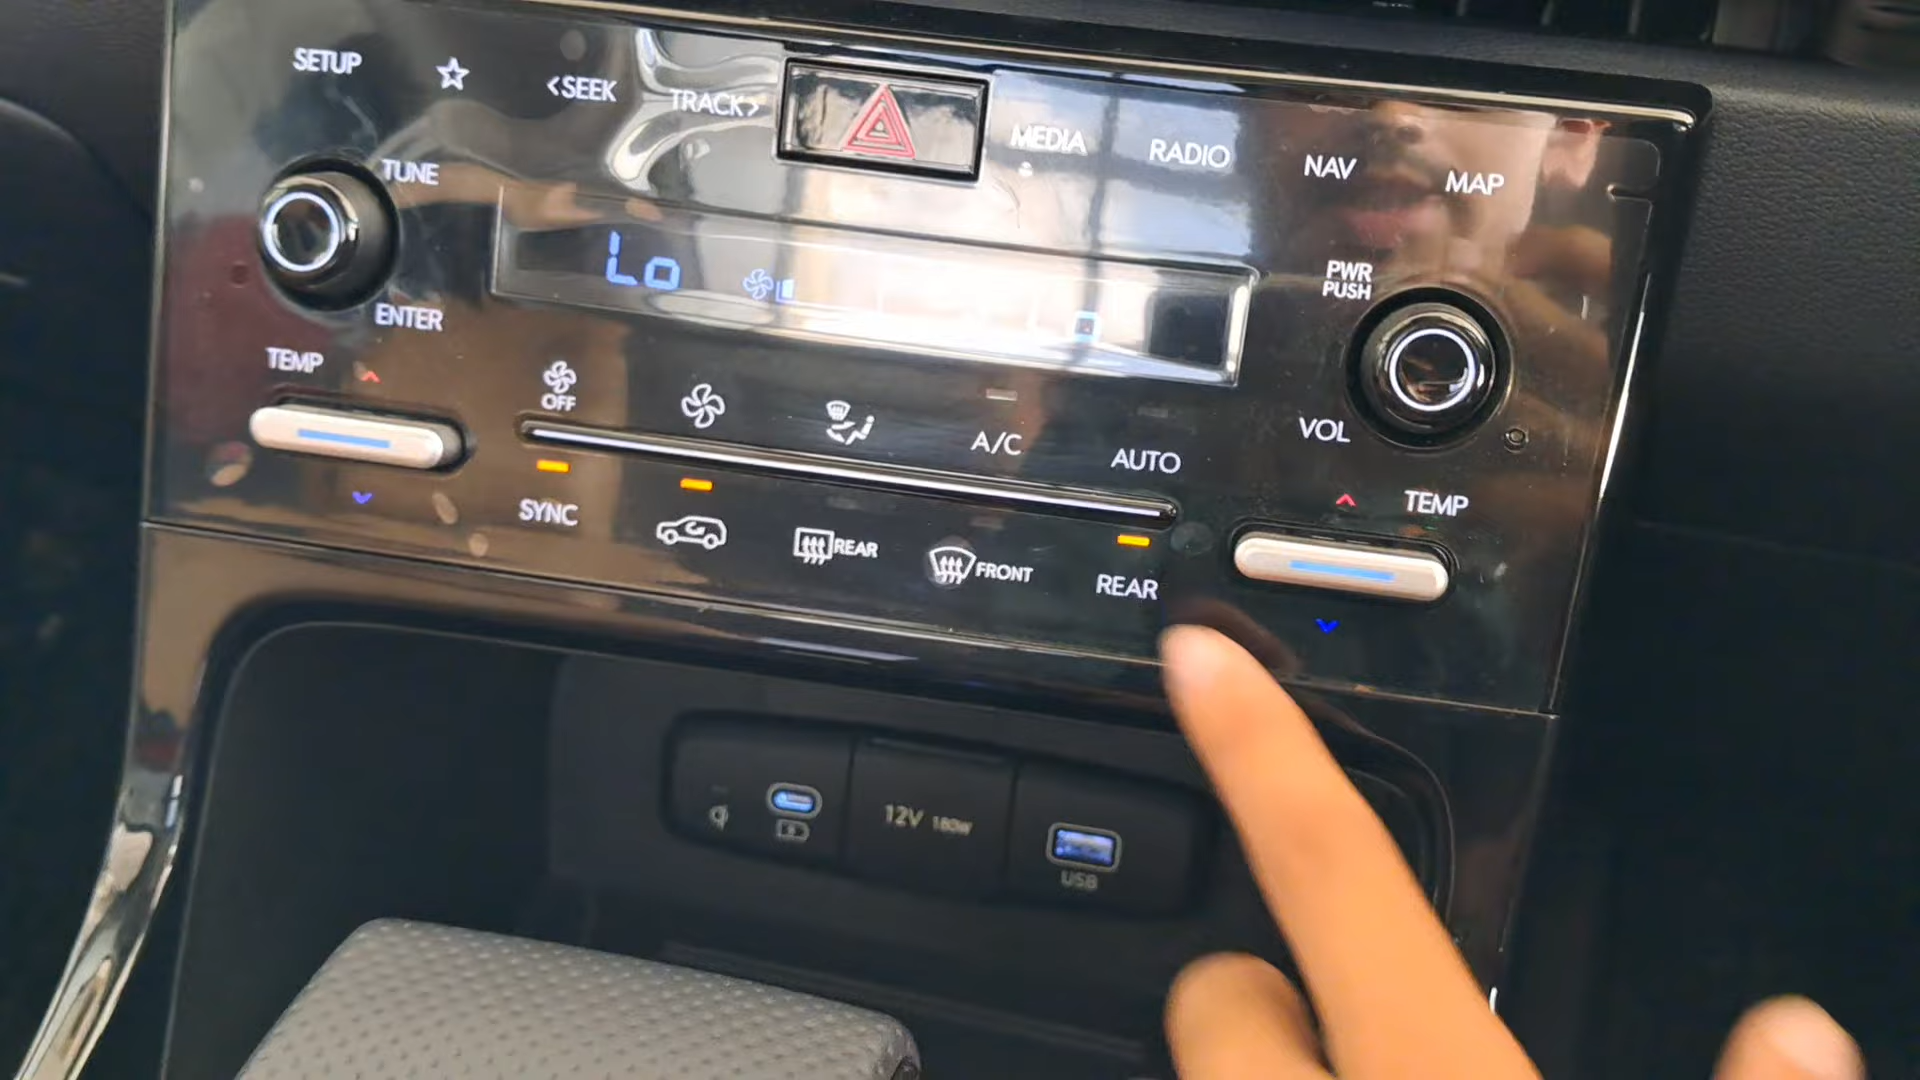 SETUP
<SEEK
TRACK>
MEDIA
RADIO
NAV
MAP
TUNE
ENTER
Lo
PWR
PUSH
VOL
TEMP
OFF
A/C
AUTO
TEMP
SYNC
REAR
FRONT
REAR
12V 180W
USB